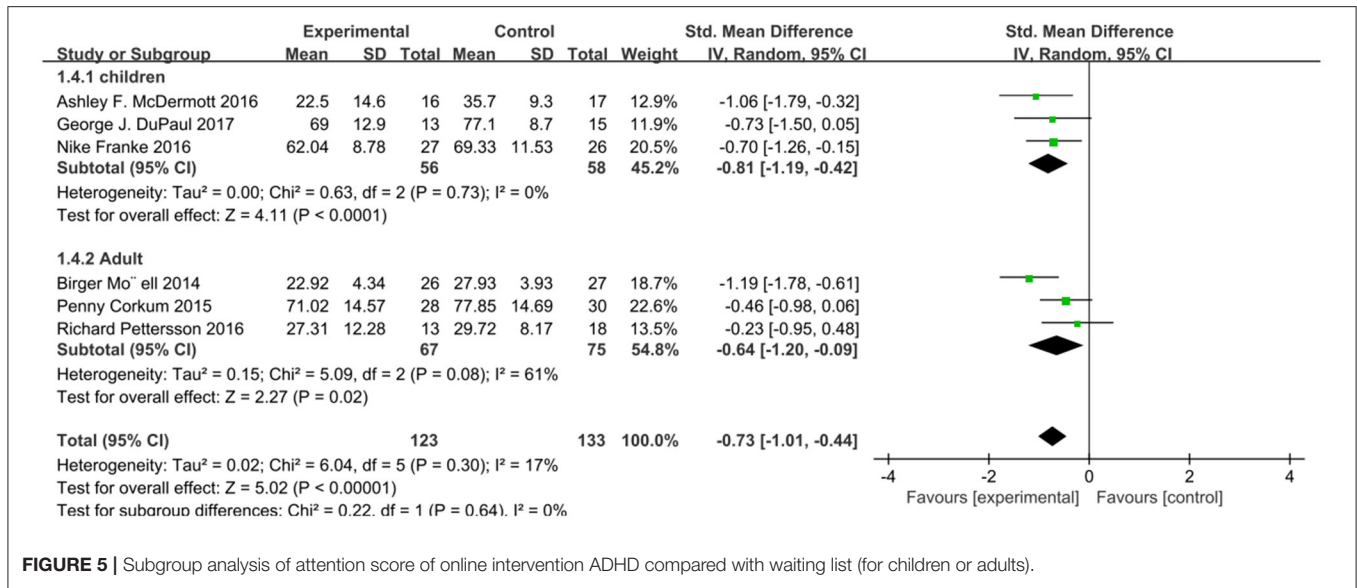 Experimental Control Std. Mean Difference Std. Mean Difference
Study or Subgroup Mean SD Total Mean SD Total Weight IV, Random, 95% CI IV, Random, 95% CI
1.4.1 children
Ashley F. McDermott 2016 22.5 14.6 16 35.7 9.3 17 12.9% -1.06 [-1.79, -0.32]
George J. DuPaul 2017 69 12.9 13 77.1 8.7 15 11.9% -0.73 [-1.50, 0.05]
Nike Franke 2016 62.04 8.78 27 69.33 11.53 26 20.5% -0.70 [-1.26, -0.15]
Subtotal (95% CI) 56 58 45.2% -0.81 [-1.19, -0.42]
Heterogeneity: Tau² = 0.00; Chi² = 0.63, df = 2 (P = 0.73); I² = 0%
Test for overall effect: Z = 4.11 (P < 0.0001)
1.4.2 Adult
Birger Mo¨ ell 2014 22.92 4.34 26 27.93 3.93 27 18.7% -1.19 [-1.78, -0.61]
Penny Corkum 2015 71.02 14.57 28 77.85 14.69 30 22.6% -0.46 [-0.98, 0.06]
Richard Pettersson 2016 27.31 12.28 13 29.72 8.17 18 13.5% -0.23 [-0.95, 0.48]
Subtotal (95% CI) 67 75 54.8% -0.64 [-1.20, -0.09]
Heterogeneity: Tau² = 0.15; Chi² = 5.09, df = 2 (P = 0.08); I² = 61%
Test for overall effect: Z = 2.27 (P = 0.02)
Total (95% CI) 123 133 100.0% -0.73 [-1.01, -0.44]
Heterogeneity: Tau² = 0.02; Chi² = 6.04, df = 5 (P = 0.30); I² = 17%
Test for overall effect: Z = 5.02 (P < 0.00001)
Test for subgroup differences: Chi² = 0.22. df = 1 (P = 0.64). I² = 0%
-4 -2 0 2 4
Favours [experimental] Favours [control]
FIGURE 5 | Subgroup analysis of attention score of online intervention ADHD compared with waiting list (for children or adults).